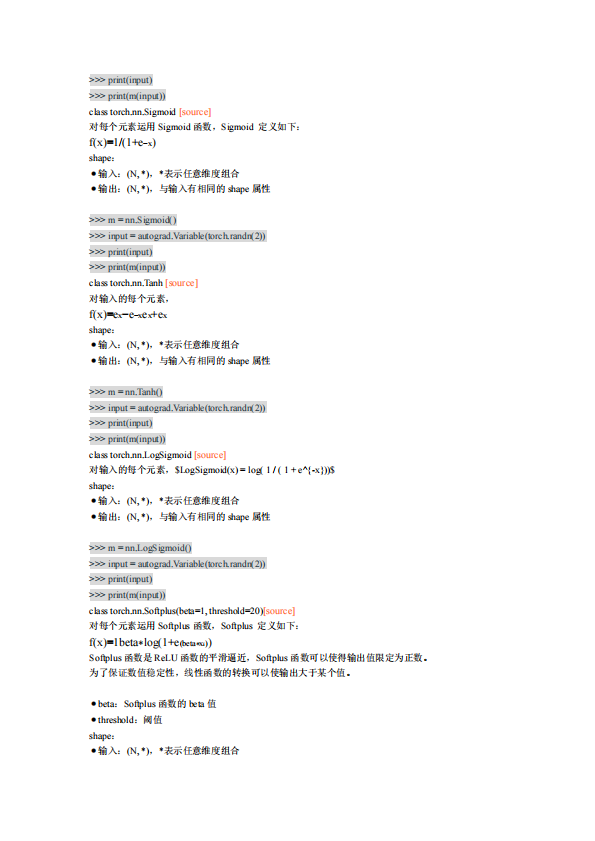 >>> print(input)
>>> print(m(input))
class torch.nn.Sigmoid [source]
对每个元素运用 Sigmoid 函数，Sigmoid 定义如下：
f(x)=1/(1+e−x)
shape：
●输入：(N, *)，*表示任意维度组合
●输出：(N, *)，与输入有相同的 shape 属性
>>> m = nn.Sigmoid()
>>> input = autograd.Variable(torch.randn(2))
>>> print(input)
>>> print(m(input))
class torch.nn.Tanh [source]
对输入的每个元素，
f(x)=ex−e−xex+ex
shape：
●输入：(N, *)，*表示任意维度组合
●输出：(N, *)，与输入有相同的 shape 属性
>>> m = nn.Tanh()
>>> input = autograd.Variable(torch.randn(2))
>>> print(input)
>>> print(m(input))
class torch.nn.LogSigmoid [source]
对输入的每个元素，$LogSigmoid(x) = log( 1 / ( 1 + e^{-x}))$
shape：
●输入：(N, *)，*表示任意维度组合
●输出：(N, *)，与输入有相同的 shape 属性
>>> m = nn.LogSigmoid()
>>> input = autograd.Variable(torch.randn(2))
>>> print(input)
>>> print(m(input))
class torch.nn.Softplus(beta=1, threshold=20)[source]
对每个元素运用 Softplus 函数，Softplus 定义如下：
f(x)=1beta∗log(1+e(beta∗xi))
Softplus 函数是 ReLU 函数的平滑逼近，Softplus 函数可以使得输出值限定为正数。
为了保证数值稳定性，线性函数的转换可以使输出大于某个值。
●beta：Softplus 函数的 beta 值
●threshold：阈值
shape：
●输入：(N, *)，*表示任意维度组合